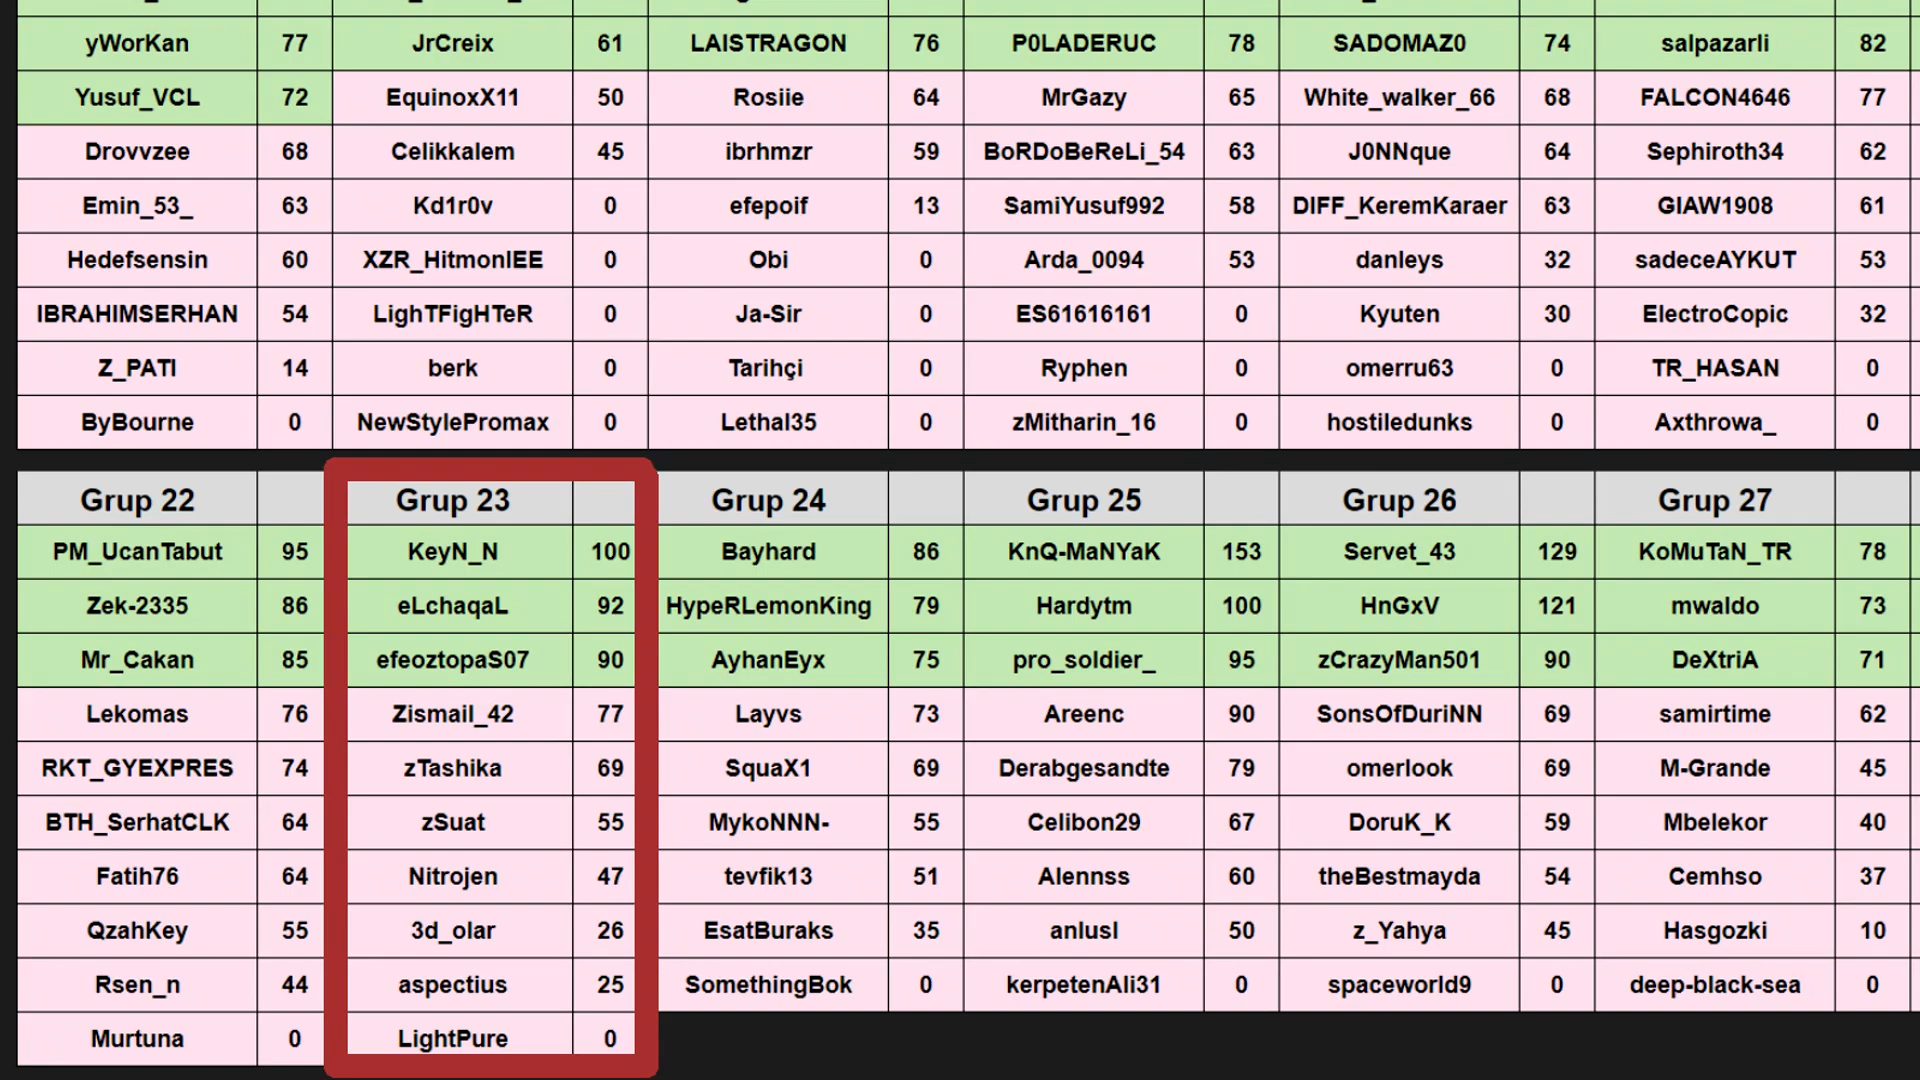 yWorKan 77 JrCreix 61 LAISTRAGON 76 P0LADERUC 78 SADOMAZ0 74 salpazarli 82
Yusuf_VCL 72 EquinoxX11 50 Rosiie 64 MrGazy 65 White_walker_66 68 FALCON4646 77
Drovvzee 68 Celikkalem 45 ibrhmzr 59 BoRDoBeReLi_54 63 J0NNque 64 Sephiroth34 62
Emin_53_ 63 Kd1r0v 0 efepoif 13 SamiYusuf992 58 DIFF_KeremKaraer 63 GIAW1908 61
Hedefsensin 60 XZR_HitmonlEE 0 Obi 0 Arda_0094 53 danleys 32 sadeceAYKUT 53
IBRAHIMSERHAN 54 LighTFigHTeR 0 Ja-Sir 0 ES61616161 0 Kyuten 30 ElectroCopic 32
Z_PATI 14 berk 0 Tarihçi 0 Ryphen 0 omerru63 0 TR_HASAN 0
ByBourne 0 NewStylePromax 0 Lethal35 0 zMitharin_16 0 hostiledunks 0 Axthrowa_ 0
Grup 22 Grup 23 Grup 24 Grup 25 Grup 26 Grup 27
PM_UcanTabut 95 KeyN_N 100 Bayhard 86 KnQ-MaNYaK 153 Servet_43 129 KoMuTaN_TR 78
Zek-2335 86 eLchaqaL 92 HypeRLemonKing 79 Hardytm 100 HnGxV 121 mwaldo 73
Mr_Cakan 85 efeoztopaS07 90 AyhanEyx 75 pro_soldier_ 95 zCrazyMan501 90 DeXtriA 71
Lekomas 76 Zismail_42 77 Layvs 73 Areenc 90 SonsOfDuriNN 69 samirtime 62
RKT_GYEXPRES 74 zTashika 69 SquaX1 69 Derabgesandte 79 omerlook 69 M-Grande 45
BTH_SerhatCLK 64 zSuat 55 MykoNNN- 55 Celibon29 67 DoruK_K 59 Mbelekor 40
Fatih76 64 Nitrojen 47 tevfik13 51 Alennss 60 theBestmayda 54 Cemhso 37
QzahKey 55 3d_olar 26 EsatBuraks 35 anlusl 50 z_Yahya 45 Hasgozki 10
Rsen_n 44 aspectius 25 SomethingBok 0 kerpetenAli31 0 spaceworld9 0 deep-black-sea 0
Murtuna 0 LightPure 0